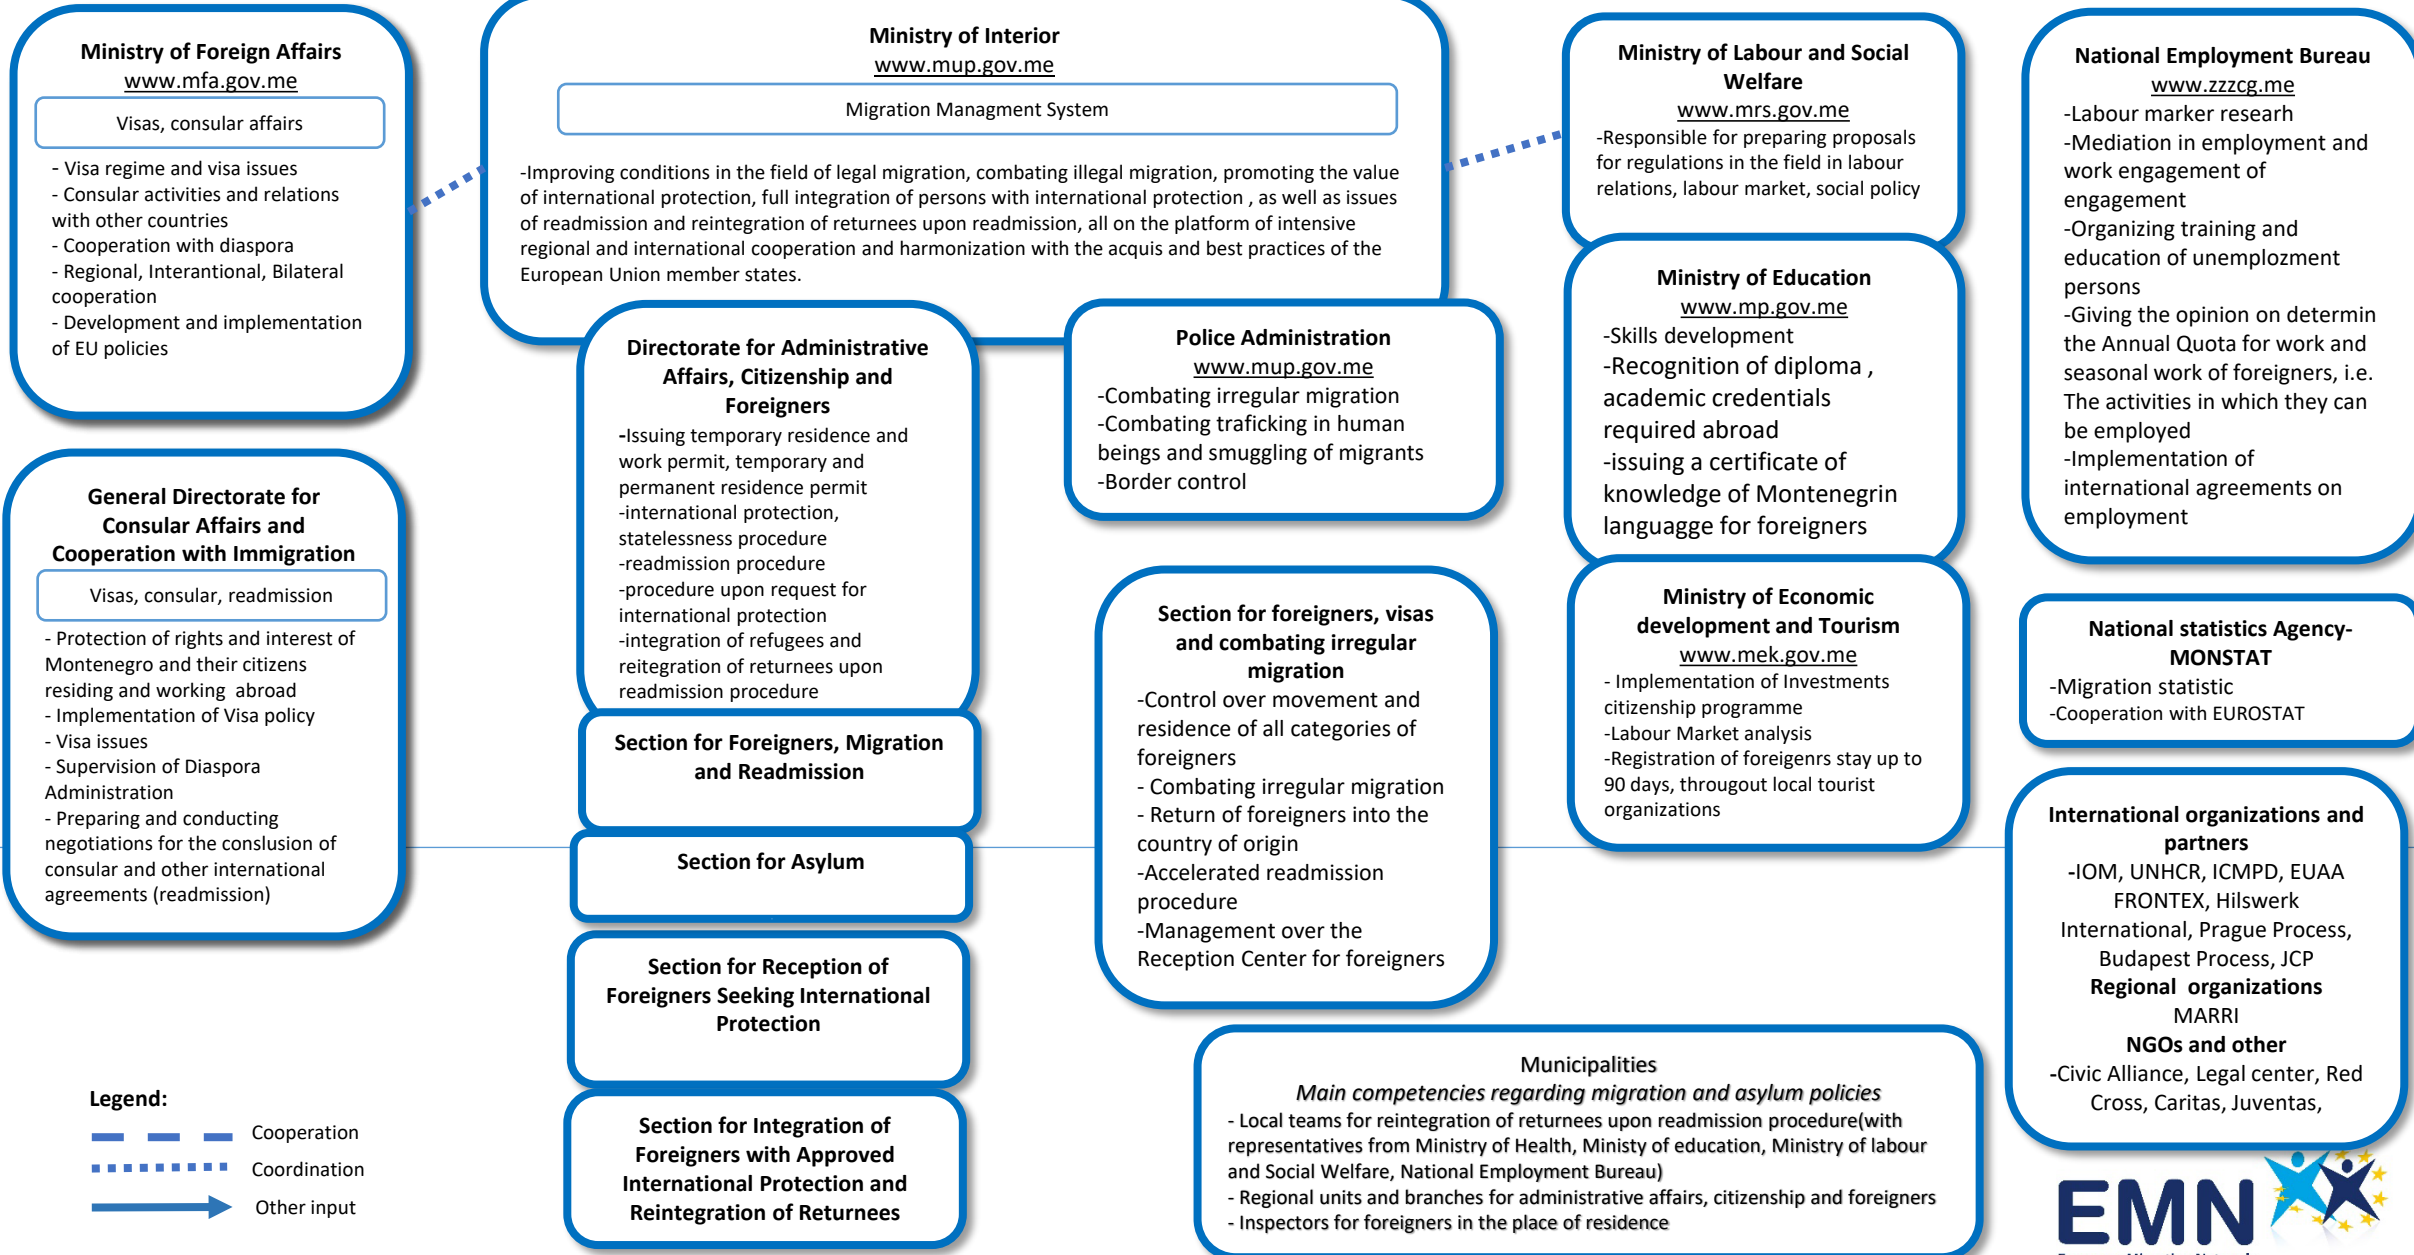 Ministry of Foreign Affairs
www.mfa.gov.me
Visas, consular affairs
- Visa regime and visa issues
- Consular activities and relations
with other countries
- Cooperation with diaspora
- Regional, Interantional, Bilateral
cooperation
- Development and implementation
of EU policies
General Directorate for
Consular Affairs and
Cooperation with Immigration
Visas, consular, readmission
- Protection of rights and interest of
Montenegro and their citizens
residing and working abroad
- Implementation of Visa policy
- Visa issues
- Supervision of Diaspora
Administration
- Preparing and conducting
negotiations for the conslusion of
consular and other international
agreements (readmission)
Legend:
Cooperation
Coordination
Other input
Ministry of Interior
www.mup.gov.me
Migration Managment System
-Improving conditions in the field of legal migration, combating illegal migration, promoting the value
of international protection, full integration of persons with international protection , as well as issues
of readmission and reintegration of returnees upon readmission, all on the platform of intensive
regional and international cooperation and harmonization with the acquis and best practices of the
European Union member states.
Directorate for Administrative
Affairs, Citizenship and
Foreigners
-Issuing temporary residence and
work permit, temporary and
permanent residence permit
-international protection,
statelessness procedure
-readmission procedure
-procedure upon request for
international protection
-integration of refugees and
reitegration of returnees upon
readmission procedure
Section for Foreigners, Migration
and Readmission
Section for Asylum
Section for Reception of
Foreigners Seeking International
Protection
Section for Integration of
Foreigners with Approved
International Protection and
Reintegration of Returnees
Police Administration
www.mup.gov.me
-Combating irregular migration
-Combating traficking in human
beings and smuggling of migrants
-Border control
Section for foreigners, visas
and combating irregular
migration
-Control over movement and
residence of all categories of
foreigners
- Combating irregular migration
- Return of foreigners into the
country of origin
-Accelerated readmission
procedure
-Management over the
Reception Center for foreigners
Municipalities
Main competencies regarding migration and asylum policies
- Local teams for reintegration of returnees upon readmission procedure(with
representatives from Ministry of Health, Ministy of education, Ministry of labour
and Social Welfare, National Employment Bureau)
- Regional units and branches for administrative affairs, citizenship and foreigners
- Inspectors for foreigners in the place of residence
Ministry of Labour and Social
Welfare
www.mrs.gov.me
-Responsible for preparing proposals
for regulations in the field in labour
relations, labour market, social policy
Ministry of Education
www.mp.gov.me
-Skills development
-Recognition of diploma ,
academic credentials
required abroad
-issuing a certificate of
knowledge of Montenegrin
languagge for foreigners
Ministry of Economic
development and Tourism
www.mek.gov.me
- Implementation of Investments
citizenship programme
-Labour Market analysis
-Registration of foreigenrs stay up to
90 days, througout local tourist
organizations
National Employment Bureau
www.zzzcg.me
-Labour marker researh
-Mediation in employment and
work engagement of
engagement
-Organizing training and
education of unemplozment
persons
-Giving the opinion on determin
the Annual Quota for work and
seasonal work of foreigners, i.e.
The activities in which they can
be employed
-Implementation of
international agreements on
employment
National statistics Agency-
MONSTAT
-Migration statistic
-Cooperation with EUROSTAT
International organizations and
partners
-IOM, UNHCR, ICMPD, EUAA
FRONTEX, Hilswerk
International, Prague Process,
Budapest Process, JCP
Regional organizations
MARRI
NGOs and other
-Civic Alliance, Legal center, Red
Cross, Caritas, Juventas,
EMN